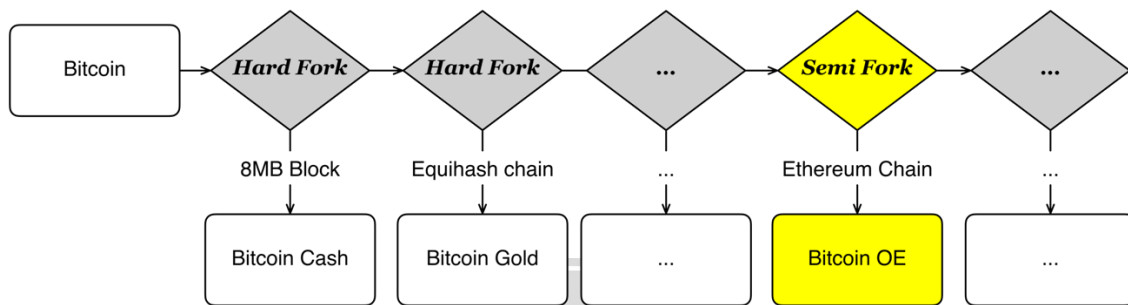 Bitcoin
Hard Fork
Hard Fork
...
Semi Fork
...
8MB Block
Equihash chain
...
Ethereum Chain
...
Bitcoin Cash
Bitcoin Gold
...
Bitcoin OE
...